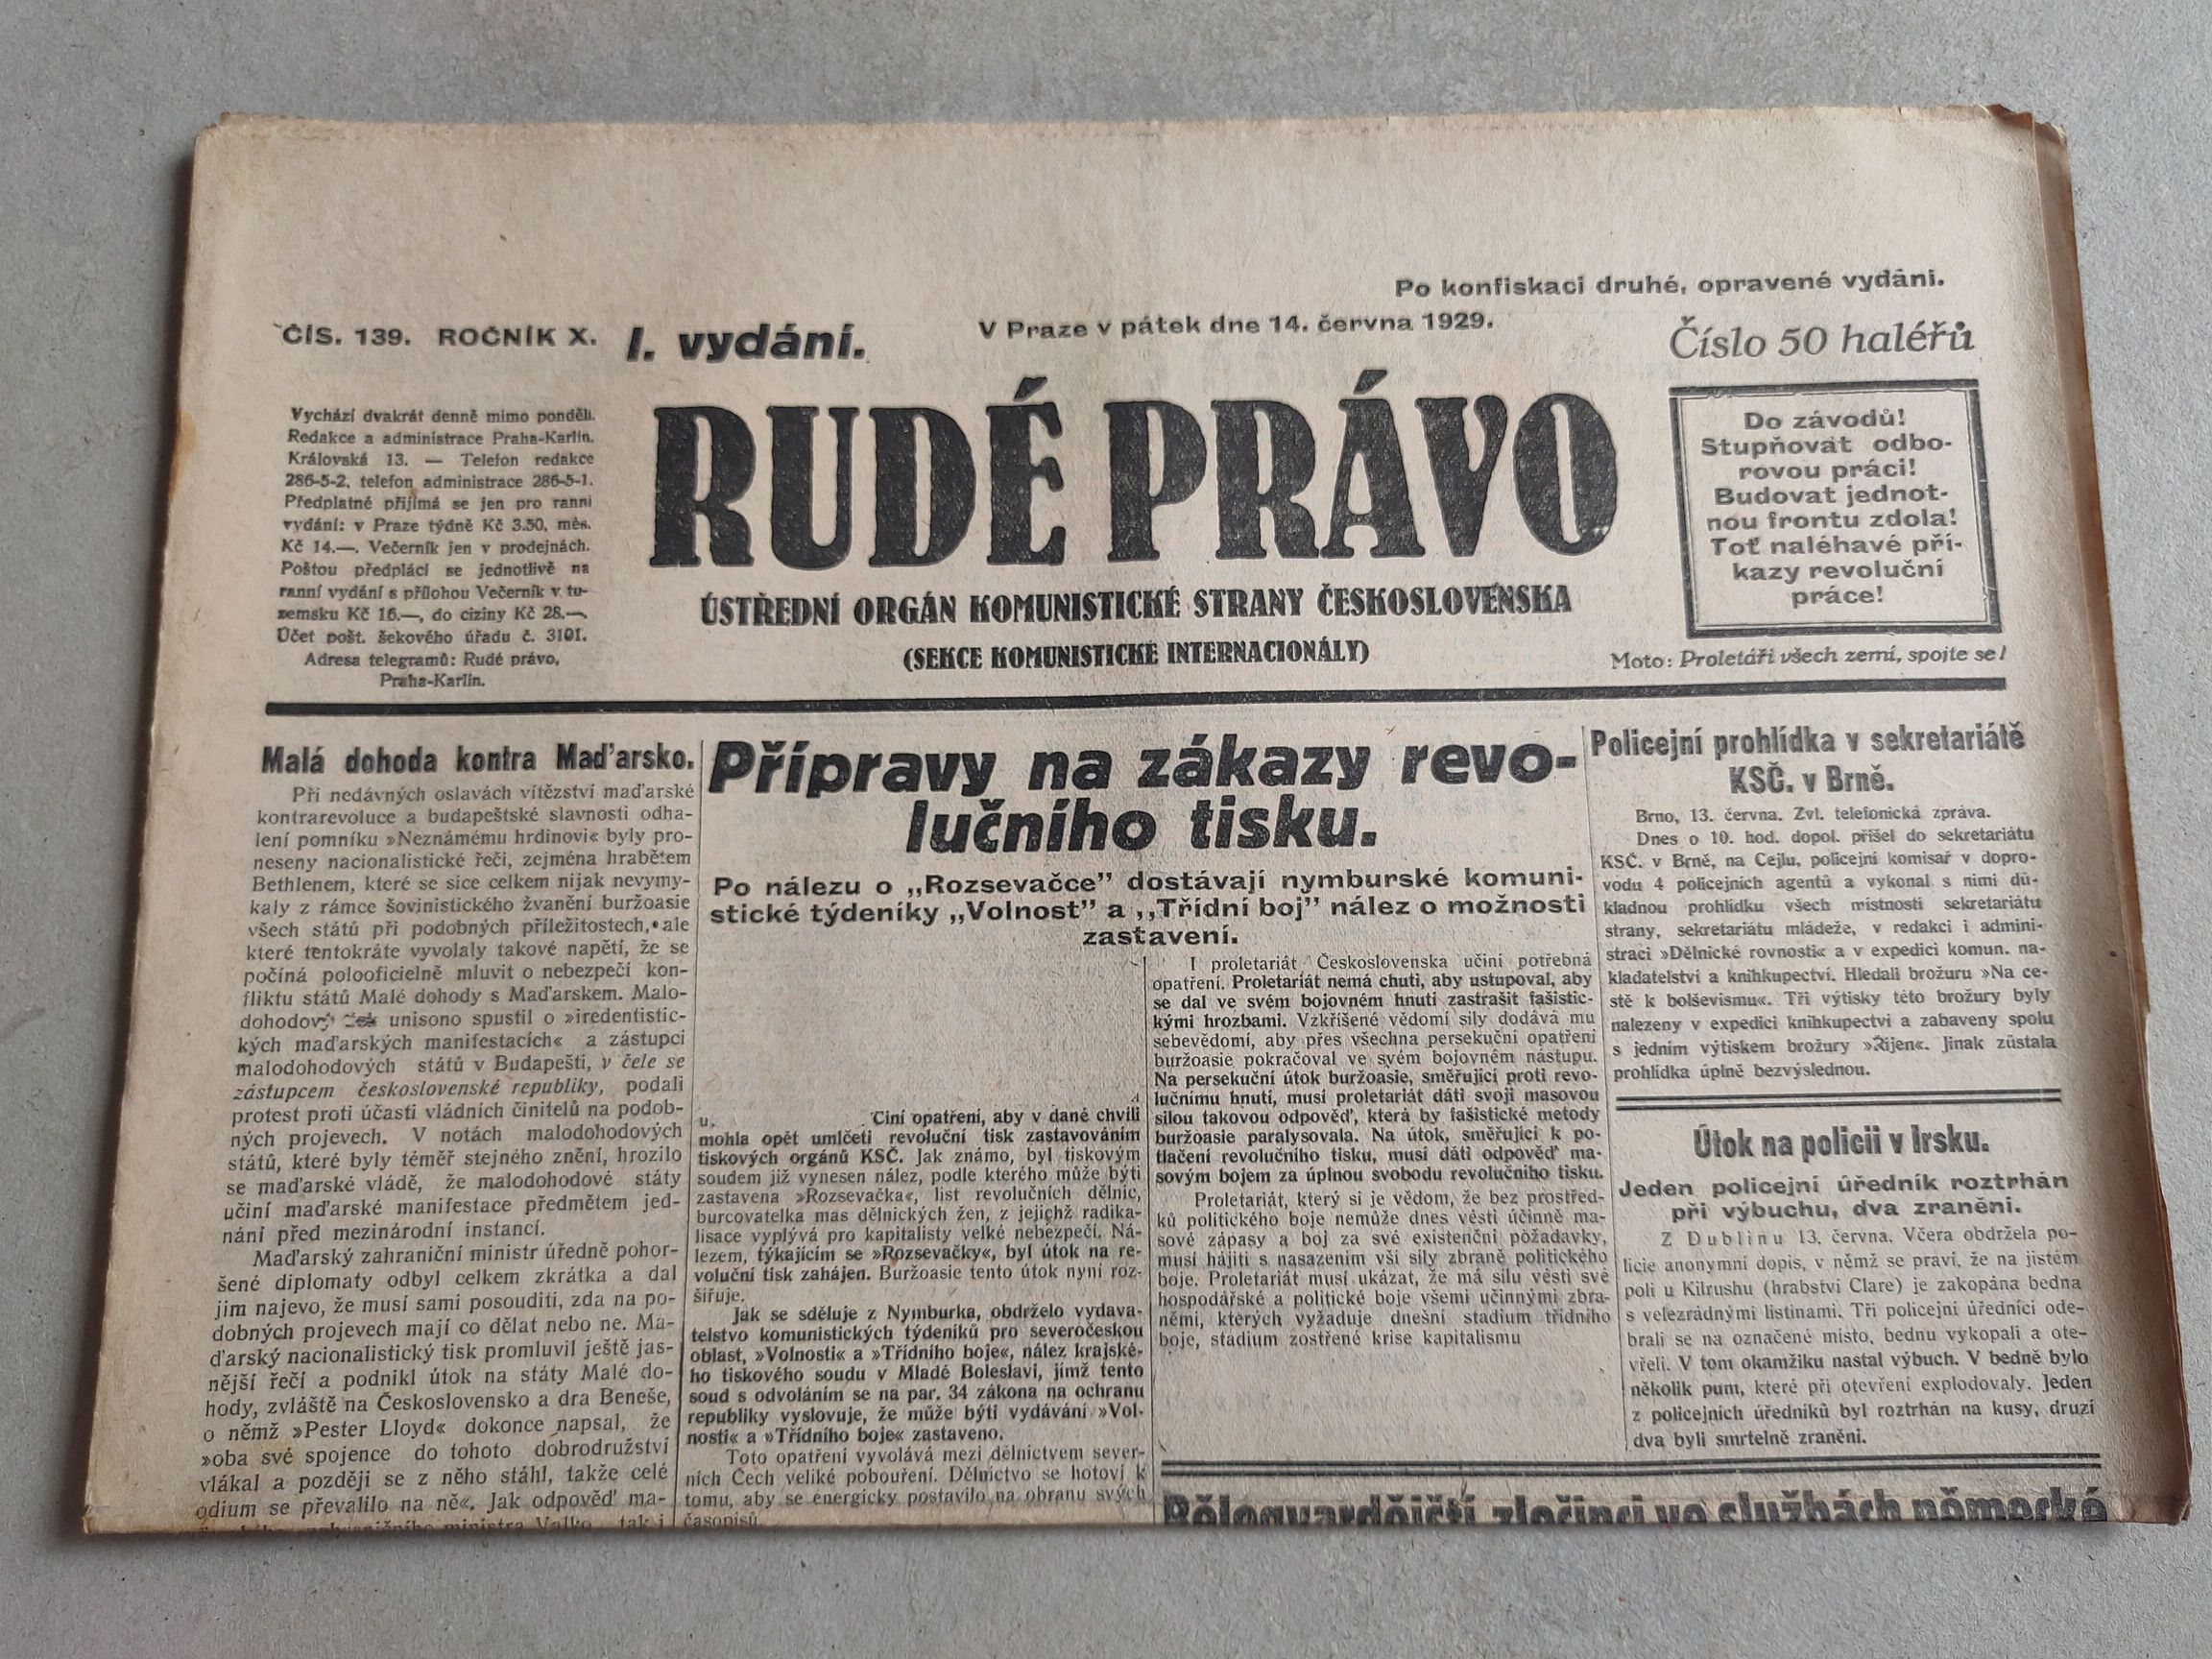 Po konfiskaci druhé, opravené vydání.
ČÍS. 139. ROČNÍK X.
I. vydání.
V Praze v pátek dne 14. června 1929.
Číslo 50 haléřů
Vychází dvakrát denně mimo pondělí.
Redakce a administrace Praha-Karlín.
Královská 13. — Telefon redakce
286-5-2, telefon administrace 286-5-1.
Předplatné přijímá se jen pro ranní
vydání: v Praze týdně Kč 3.50, měs.
Kč 14.—. Večerník jen v prodejnách.
Poštou předplácí se jednotlivě na
ranní vydání s přílohou Večerník v tu-
zemsku Kč 16.—, do ciziny Kč 28.—.
Účet pošt. šekového úřadu č. 3101.
Adresa telegramů: Rudé právo,
Praha-Karlín.
RUDÉ PRÁVO
ÚSTŘEDNÍ ORGÁN KOMUNISTICKÉ STRANY ČESKOSLOVENSKA
(SEKCE KOMUNISTICKÉ INTERNACIONÁLY)
Do závodů!
Stupňovat odbo-
rovou práci!
Budovat jednot-
nou frontu zdola!
Toť naléhavé pří-
kazy revoluční
práce!
Moto: Proletáři všech zemí, spojte se!
Malá dohoda kontra Maďarsko.
Při nedávných oslavách vítězství maďarské
kontrarevoluce a budapeštské slavnosti odha-
lení pomníku »Neznámému hrdinovi« byly pro-
neseny nacionalistické řeči, zejména hrabětem
Bethlenem, které se sice celkem nijak nevymy-
kaly z rámce šovinistického žvanění buržoasie
všech států při podobných příležitostech, ale
které tentokráte vyvolaly takové napětí, že se
počíná polooficielně mluvit o nebezpečí kon-
fliktu států Malé dohody s Maďarskem. Malo-
dohodový unisono spustil o »iredentistic-
kých maďarských manifestacích« a zástupci
malodohodových států v Budapešti, v čele se
zástupcem československé republiky, podali
protest proti účasti vládních činitelů na podob-
ných projevech. V notách malodohodových
států, které byly téměř stejného znění, hrozilo
se maďarské vládě, že malodohodové státy
učiní maďarské manifestace předmětem jed-
nání před mezinárodní instancí.
Maďarský zahraniční ministr úředně pohor-
šené diplomaty odbyl celkem zkrátka a dal
jim najevo, že musí sami posouditi, zda na po-
dobných projevech mají co dělat nebo ne. Ma-
ďarský nacionalistický tisk promluvil ještě jas-
nější řečí a podnikl útok na státy Malé do-
hody, zvláště na Československo a dra Beneše,
o němž »Pester Lloyd« dokonce napsal, že
»oba své spojence do tohoto dobrodružství
vlákal a později se z něho stáhl, takže celé
odium se převalilo na ně«. Jak odpověď ma-
zahraničního ministra Valko, tak i
Přípravy na zákazy revo-
lučního tisku.
Po nálezu o „Rozsevačce” dostávají nymburské komuni-
stické týdeníky „Volnost” a „Třídní boj” nález o možnosti
zastavení.
u. Činí opatření, aby v dané chvíli
mohla opět umlčeti revoluční tisk zastavováním
tiskových orgánů KSČ. Jak známo, byl tiskovým
soudem již vynesen nález, podle kterého může býti
zastavena »Rozsevačka«, list revolučních dělnic,
burcovatelka mas dělnických žen, z jejichž radika-
lisace vyplývá pro kapitalisty velké nebezpečí. Ná-
lezem, týkajícím se »Rozsevačky«, byl útok na re-
voluční tisk zahájen. Buržoasie tento útok nyní roz-
šiřuje.
Jak se sděluje z Nymburka, obdrželo vydava-
telstvo komunistických týdeníků pro severočeskou
oblast, »Volnosti« a »Třídního boje«, nález krajské-
ho tiskového soudu v Mladé Boleslavi, jímž tento
soud s odvoláním se na par. 34 zákona na ochranu
republiky vyslovuje, že může býti vydávání »Vol-
nosti« a »Třídního boje« zastaveno.
Toto opatření vyvolává mezi dělnictvem sever-
ních Čech veliké pobouření. Dělnictvo se hotoví k
tomu, aby se energicky postavilo na obranu svých
časopisů.
I proletariát Československa učiní potřebná
opatření. Proletariát nemá chuti, aby ustupoval, aby
se dal ve svém bojovném hnutí zastrašit fašistic-
kými hrozbami. Vzkříšené vědomí síly dodává mu
sebevědomí, aby přes všechna persekuční opatření
buržoasie pokračoval ve svém bojovném nástupu.
Na persekuční útok buržoasie, směřující proti revo-
lučnímu hnutí, musí proletariát dáti svojí masovou
silou takovou odpověď, která by fašistické metody
buržoasie paralysovala. Na útok, směřující k po-
tlačení revolučního tisku, musí dáti odpověď ma-
sovým bojem za úplnou svobodu revolučního tisku.
Proletariát, který si je vědom, že bez prostřed-
ků politického boje nemůže dnes vésti účinně ma-
sové zápasy a boj za své existenční požadavky,
musí hájiti s nasazením vší síly zbraně politického
boje. Proletariát musí ukázat, že má sílu vésti své
hospodářské a politické boje všemi účinnými zbra-
němi, kterých vyžaduje dnešní stadium třídního
boje, stadium zostřené krise kapitalismu
Policejní prohlídka v sekretariátě
KSČ. v Brně.
Brno, 13. června. Zvl. telefonická zpráva.
Dnes o 10. hod. dopol. přišel do sekretariátu
KSČ. v Brně, na Cejlu, policejní komisař v dopro-
vodu 4 policejních agentů a vykonal s nimi dů-
kladnou prohlídku všech místností sekretariátu
strany, sekretariátu mládeže, v redakci i admini-
straci »Dělnické rovnosti« a v expedici komun. na-
kladatelství a knihkupectví. Hledali brožuru »Na ce-
stě k bolševismu«. Tři výtisky této brožury byly
nalezeny v expedici knihkupectví a zabaveny spolu
s jedním výtiskem brožury »Říjen«. Jinak zůstala
prohlídka úplně bezvýslednou.
Útok na policii v Irsku.
Jeden policejní úředník roztrhán
při výbuchu, dva zraněni.
Z Dublinu 13. června. Včera obdržela po-
licie anonymní dopis, v němž se praví, že na jistém
poli u Kilrushu (hrabství Clare) je zakopána bedna
s velezrádnými listinami. Tři policejní úředníci ode-
brali se na označené místo, bednu vykopali a ote-
vřeli. V tom okamžiku nastal výbuch. V bedně bylo
několik pum, které při otevření explodovaly. Jeden
z policejních úředníků byl roztrhán na kusy, druzí
dva byli smrtelně zraněni.
Běloguardějští zločinci ve službách německé